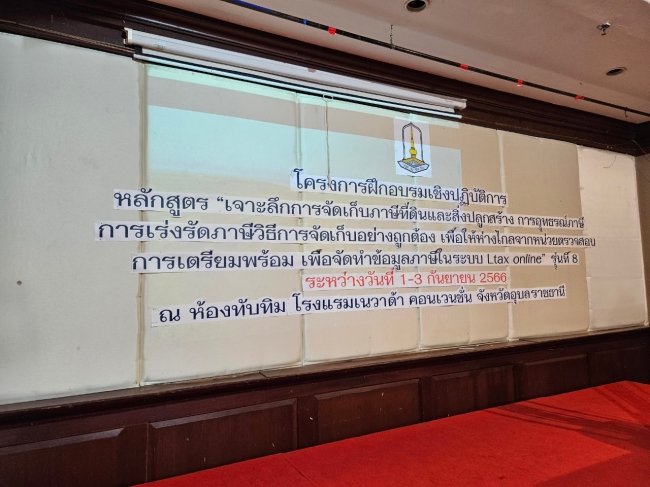 โครงการฝึกอบรมเชิงปฏิบัติการ
หลักสูตร “เจาะลึกการจัดเก็บภาษีที่ดินและสิ่งปลูกสร้าง การอุทธรณ์ภาษี
การเร่งรัดภาษีวิธีการจัดเก็บอย่างถูกต้อง เพื่อให้ห่างไกลจากหน่วยตรวจสอบ
การเตรียมพร้อม เพื่อจัดทำข้อมูลภาษีในระบบ Ltax online” รุ่นที่ 8
ระหว่างวันที่ 1-3 กันยายน 2566
ณ ห้องทับทิม โรงแรมเนวาด้า คอนเวนชั่น จังหวัดอุบลราชธานี